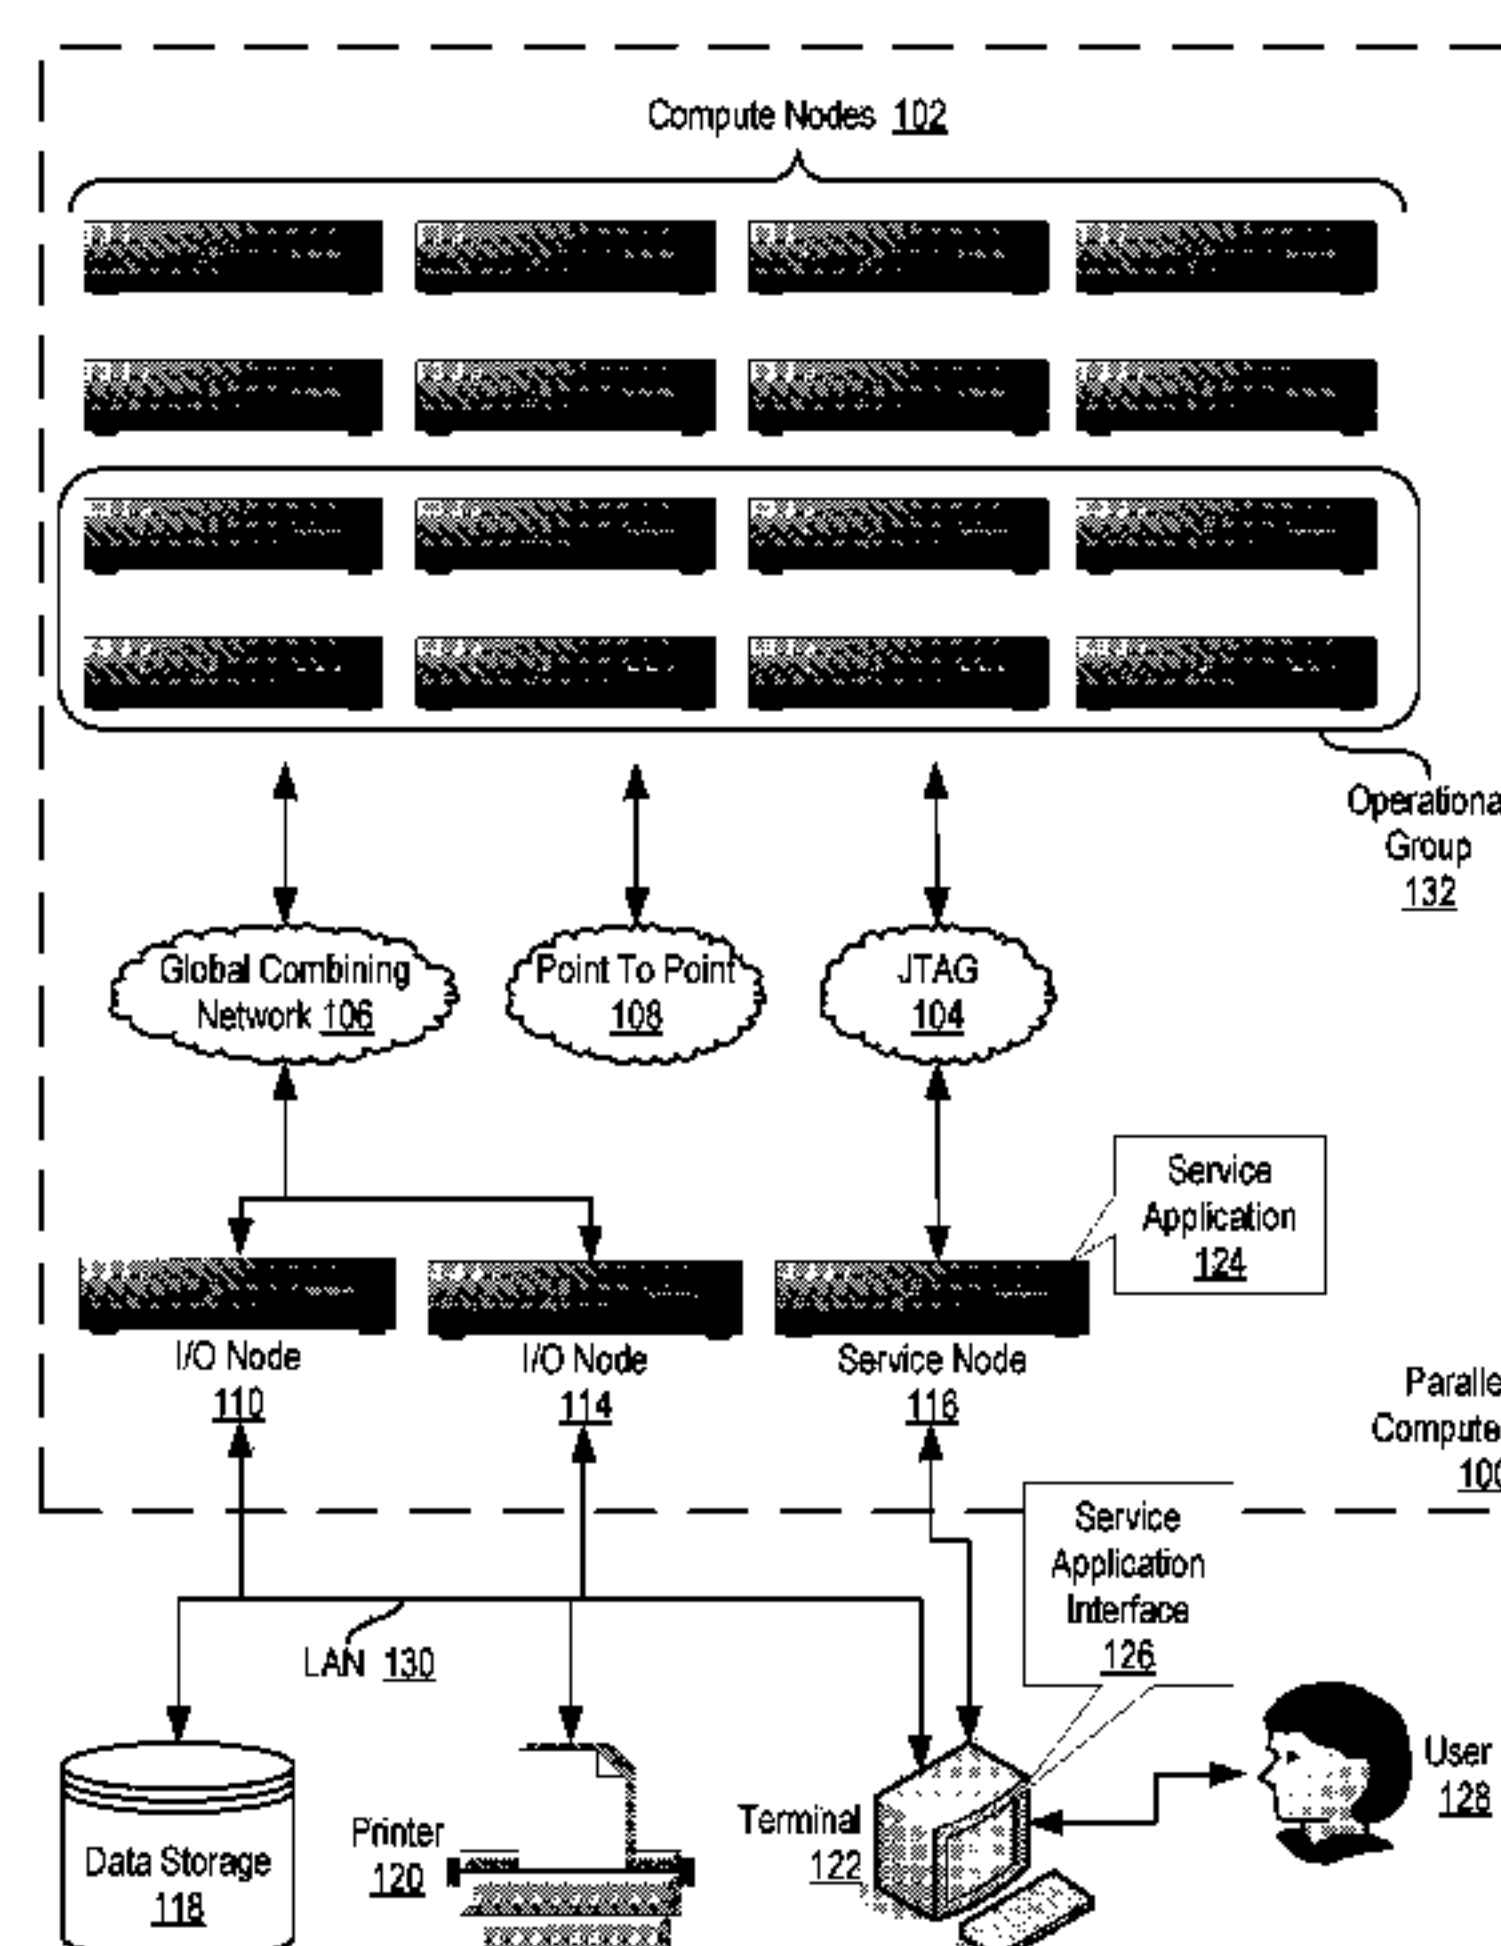 Compute Nodes 102
Operationa
Group
132
Global Combining
Network 106
Point To Point
108
JTAG
104
Service
Application
124
I/O Node
110
I/O Node
114
Service Node
116
Paralle
Compute
100
Service
Application
Interface
126
LAN 130
User
128
Printer
120
Terminal
122
Data Storage
118